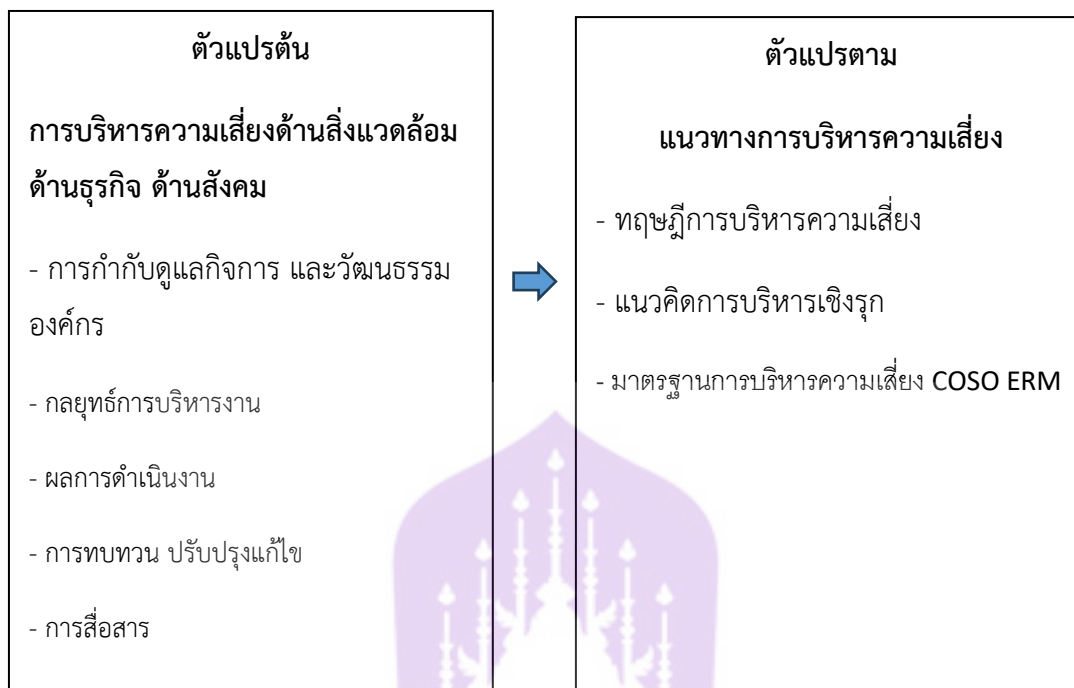 ตัวแปรต้น
การบริหารความเสี่ยงด้านสิ่งแวดล้อม
ด้านธุรกิจ ด้านสังคม
- การกำกับดูแลกิจการ และวัฒนธรรม
องค์กร
- กลยุทธ์การบริหารงาน
- ผลการดำเนินงาน
- การทบทวน ปรับปรุงแก้ไข
- การสื่อสาร
ตัวแปรตาม
แนวทางการบริหารความเสี่ยง
- ทฤษฎีการบริหารความเสี่ยง
- แนวคิดการบริหารเชิงรุก
- มาตรฐานการบริหารความเสี่ยง COSO ERM